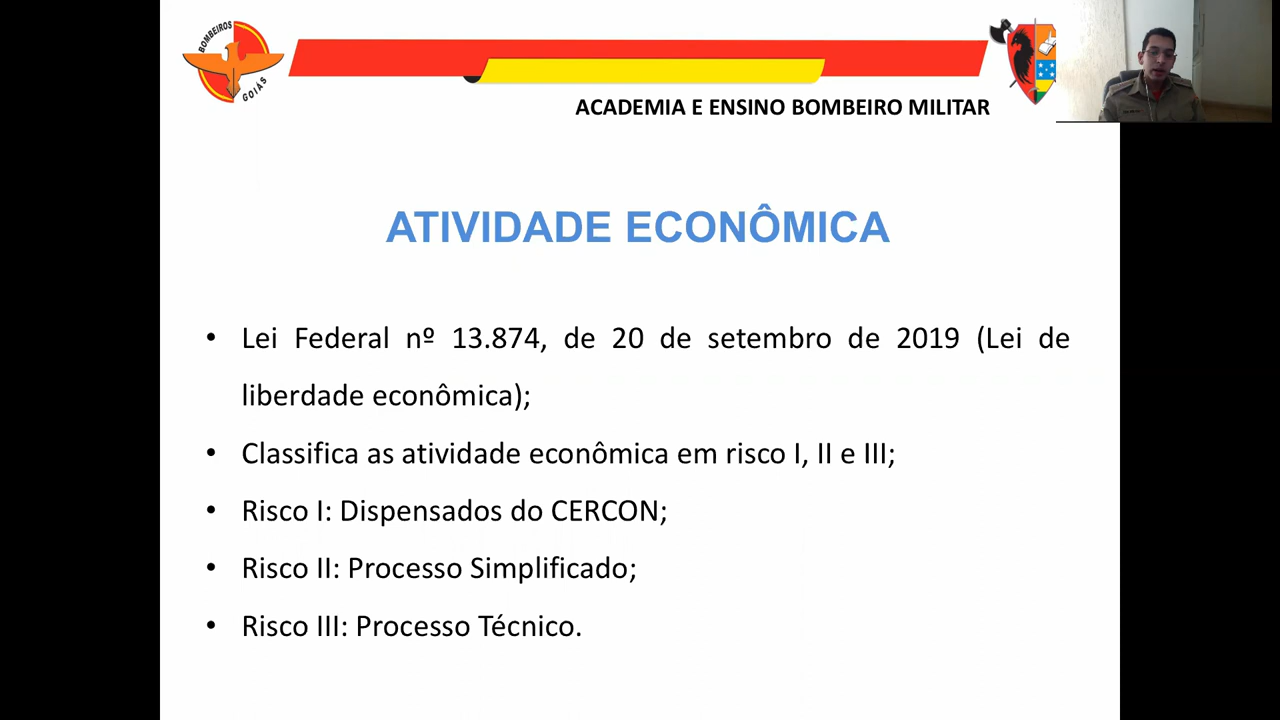 BOMBEIROS
GOIÁS
ACADEMIA E ENSINO BOMBEIRO MILITAR
ATIVIDADE ECONÔMICA
• Lei Federal nº 13.874, de 20 de setembro de 2019 (Lei de
liberdade econômica);
• Classifica as atividade econômica em risco I, II e III;
• Risco I: Dispensados do CERCON;
• Risco II: Processo Simplificado;
• Risco III: Processo Técnico.